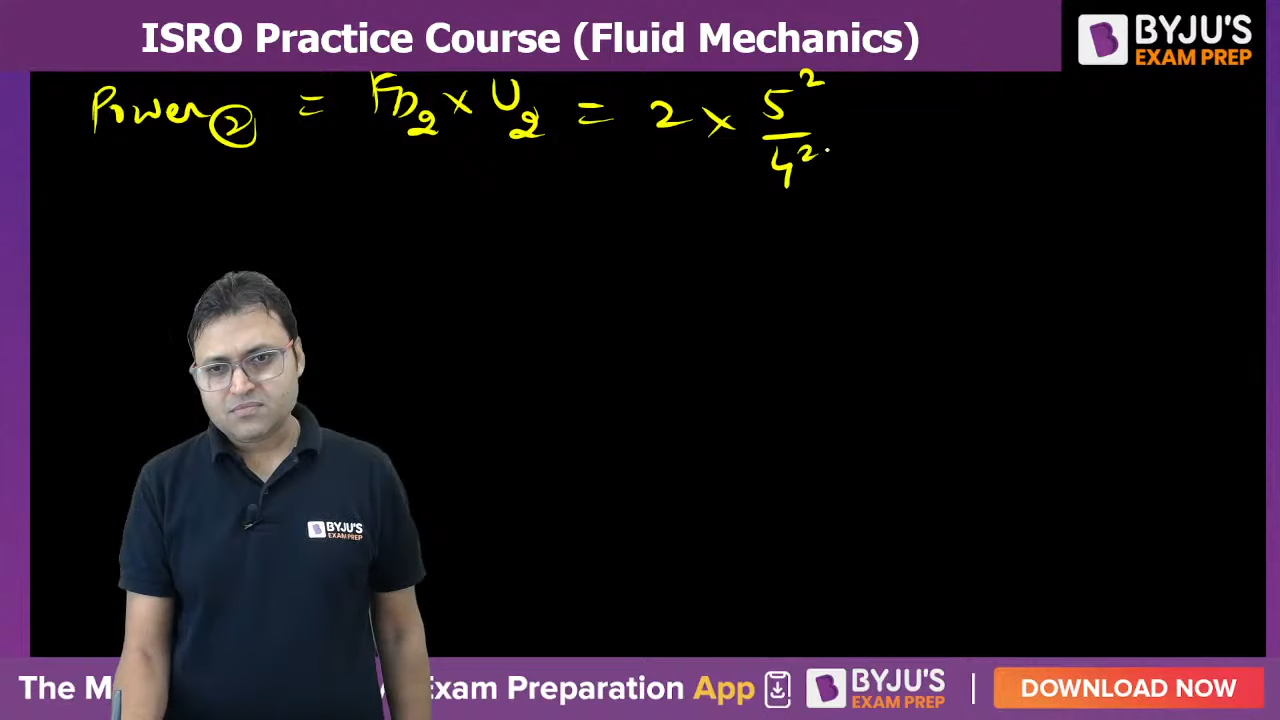 ISRO Practice Course (Fluid Mechanics)
BYJU'S
EXAM PREP
Power② = FD₂ × U₂ = 2 × 5²/4²
BYJU'S
EXAM PREP
The M Exam Preparation App
BYJU'S
EXAM PREP
DOWNLOAD NOW